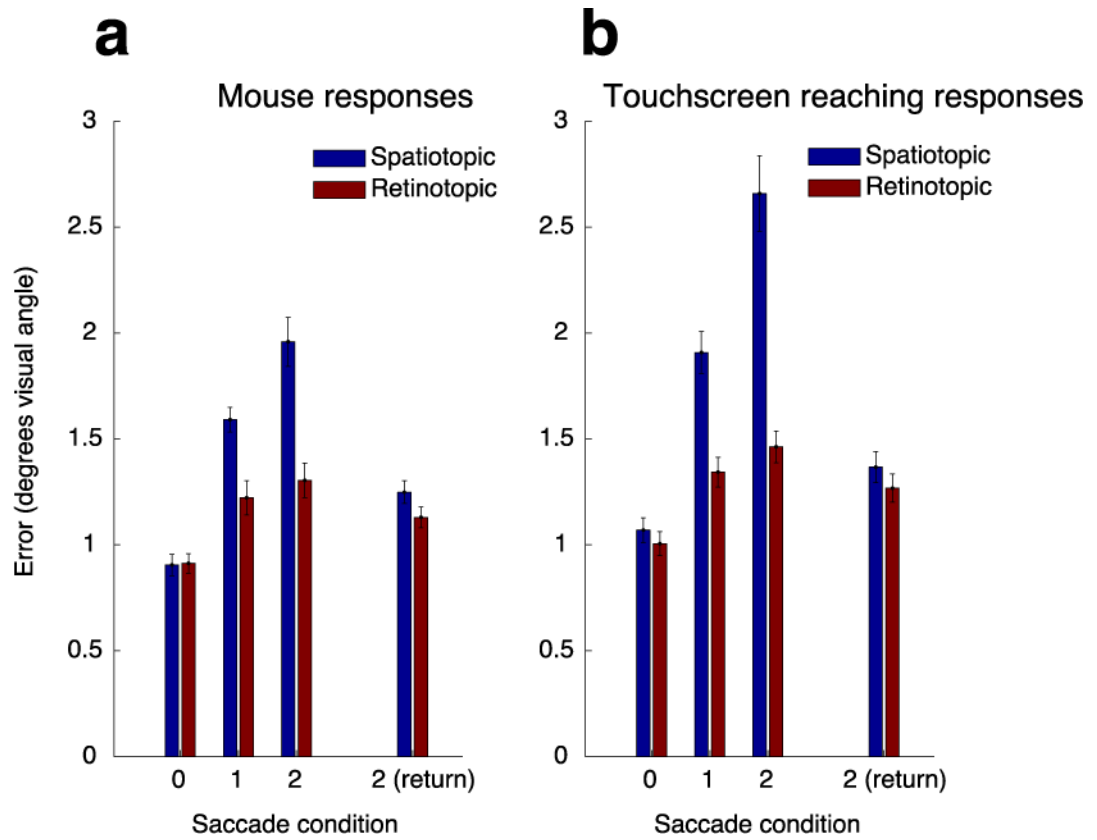 a
Mouse responses
3
2.5
2
1.5
1
0.5
0
Error (degrees visual angle)
Spatiotopic
Retinotopic
0 1 2 2 (return)
Saccade condition
b
Touchscreen reaching responses
3
2.5
2
1.5
1
0.5
0
Spatiotopic
Retinotopic
0 1 2 2 (return)
Saccade condition